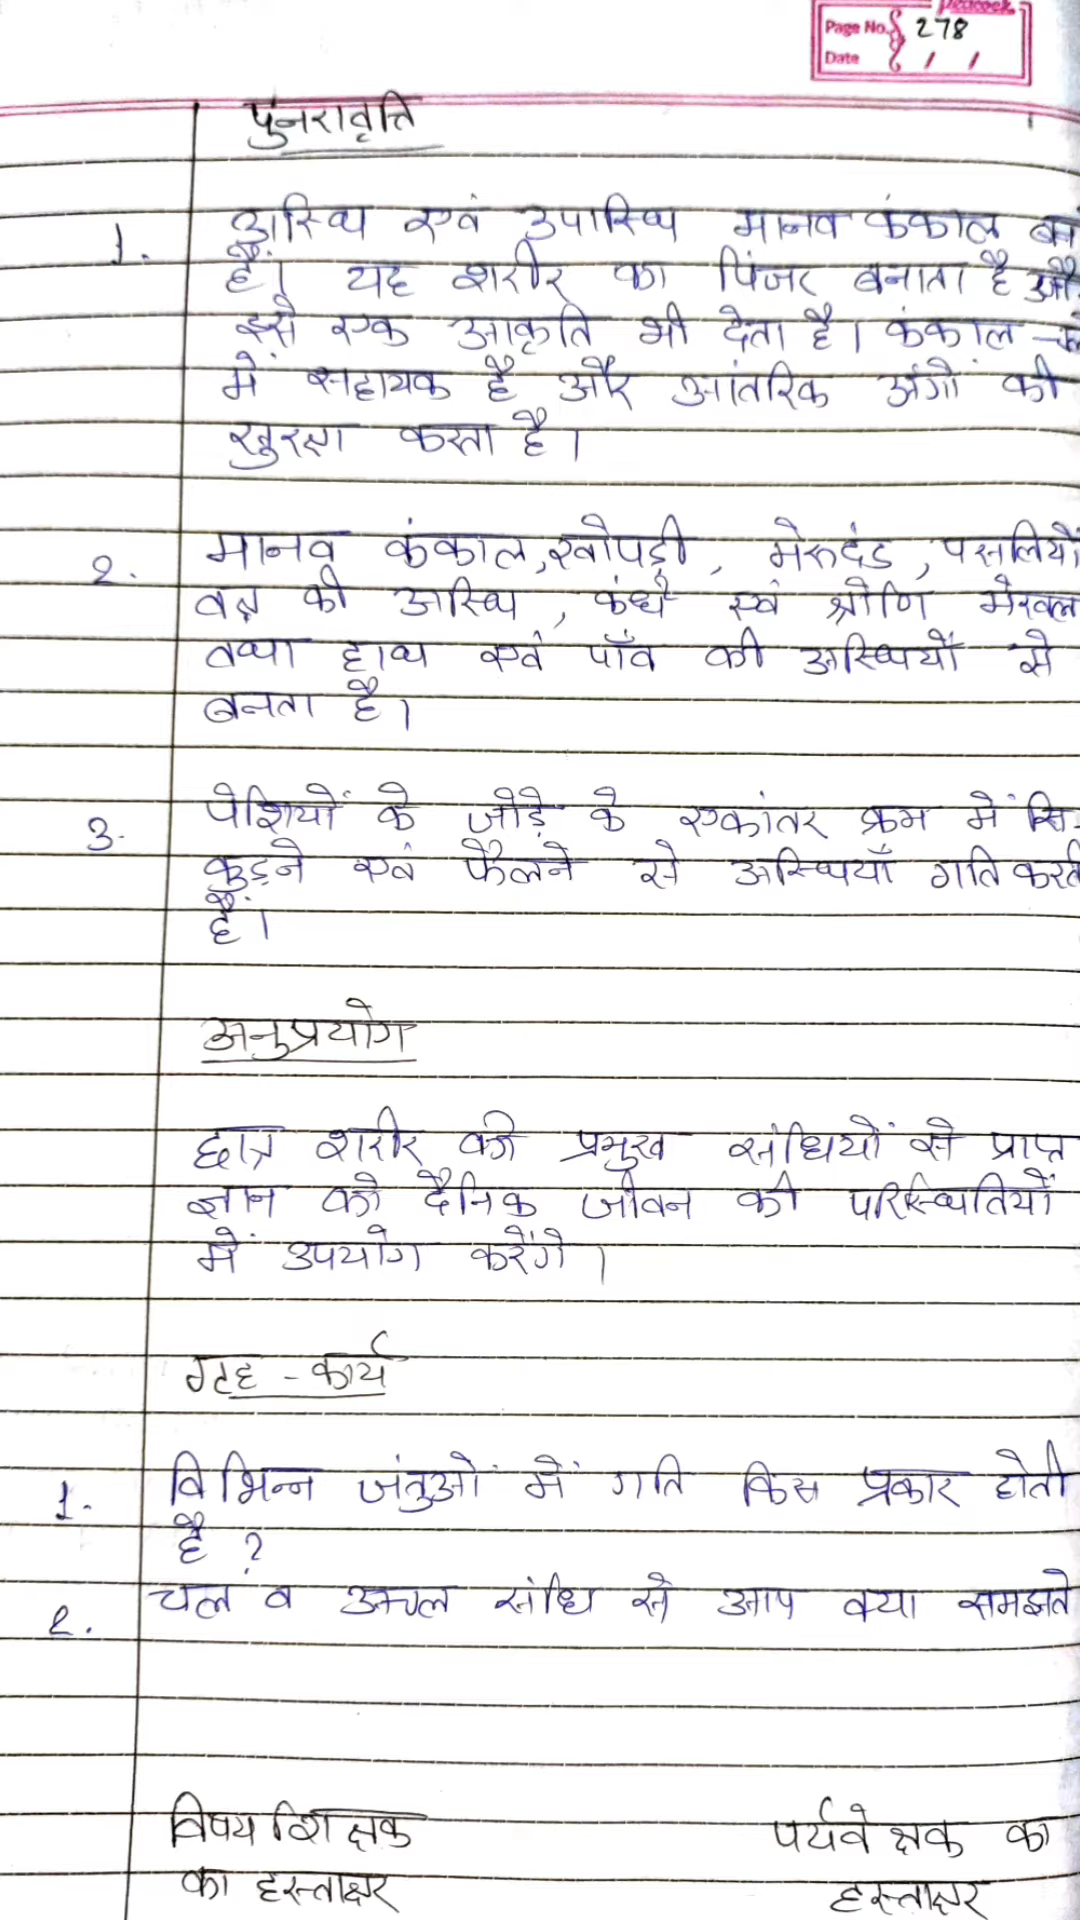 Peacock
Page No. 278
Date / /
पुनरावृत्ति
1. अस्थि एवं उपास्थि मानव कंकाल
हैं। यह शरीर का पिंजर बनाता है
इसे एक आकृति भी देता है। कंकाल
में सहायक है और आंतरिक अंगों की
सुरक्षा करता है।
2. मानव कंकाल, खोपड़ी, मेरुदंड, पसलियों
वक्ष की अस्थि, कंधे एवं श्रोणि मेखल
तथा हाथ एवं पाँव की अस्थियों से
बनता है।
3. पेशियों के जोड़े के एकांतर क्रम में सि-
कुड़ने एवं फैलने से अस्थियाँ गति करती
हैं।
अनुप्रयोग
छात्र शरीर की प्रमुख संधियों से प्राप्त
ज्ञान को दैनिक जीवन की परिस्थितियों
में उपयोग करेंगे।
गृह - कार्य
1. विभिन्न जंतुओं में गति किस प्रकार होती
है ?
2. चल व अचल संधि से आप क्या समझते
विषय शिक्षक
का हस्ताक्षर
पर्यवेक्षक का
हस्ताक्षर